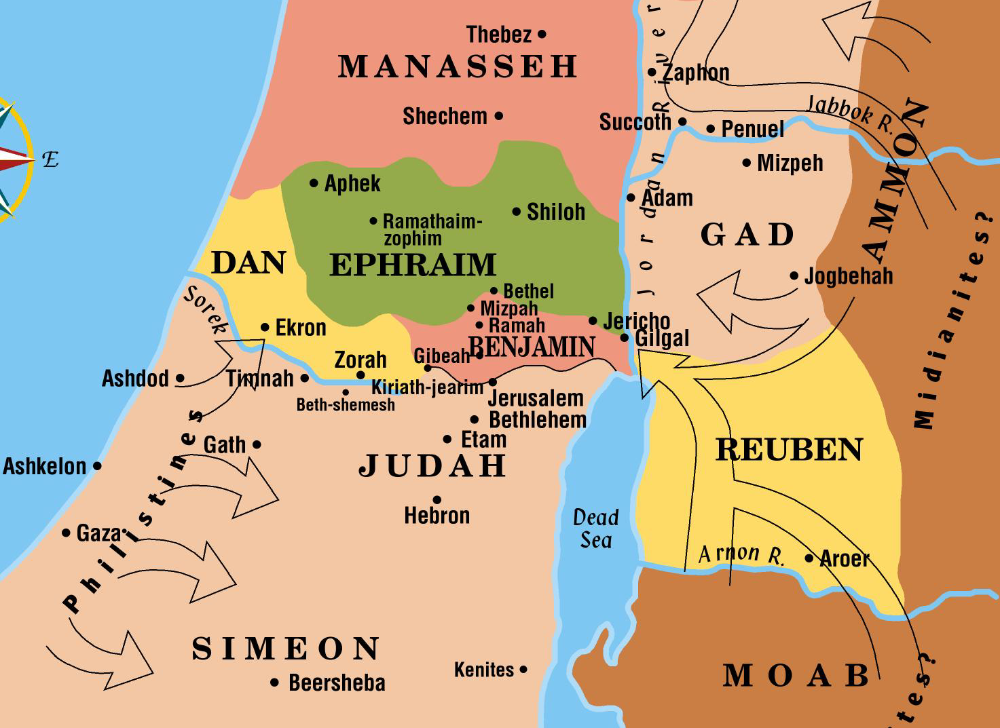 Thebez
MANASSEH
Zaphon
Jabbok R.
Shechem
Succoth
Penuel
E
Mizpeh
AMMON
Aphek
Adam
Shiloh
Ramathaim-
zophim
Jordan River
GAD
DAN
EPHRAIM
Jogbehah
Midianites?
Bethel
Sorek
Mizpah
Jericho
Ramah
Ekron
Gilgal
BENJAMIN
Gibeah
Zorah
Ashdod
Timnah
Kiriath-jearim
Jerusalem
Beth-shemesh
Bethlehem
Philistines
Etam
Gath
REUBEN
Ashkelon
JUDAH
Hebron
Dead
Sea
Gaza
Arnon R.
Aroer
SIMEON
Kenites
MOAB
Beersheba
ites?